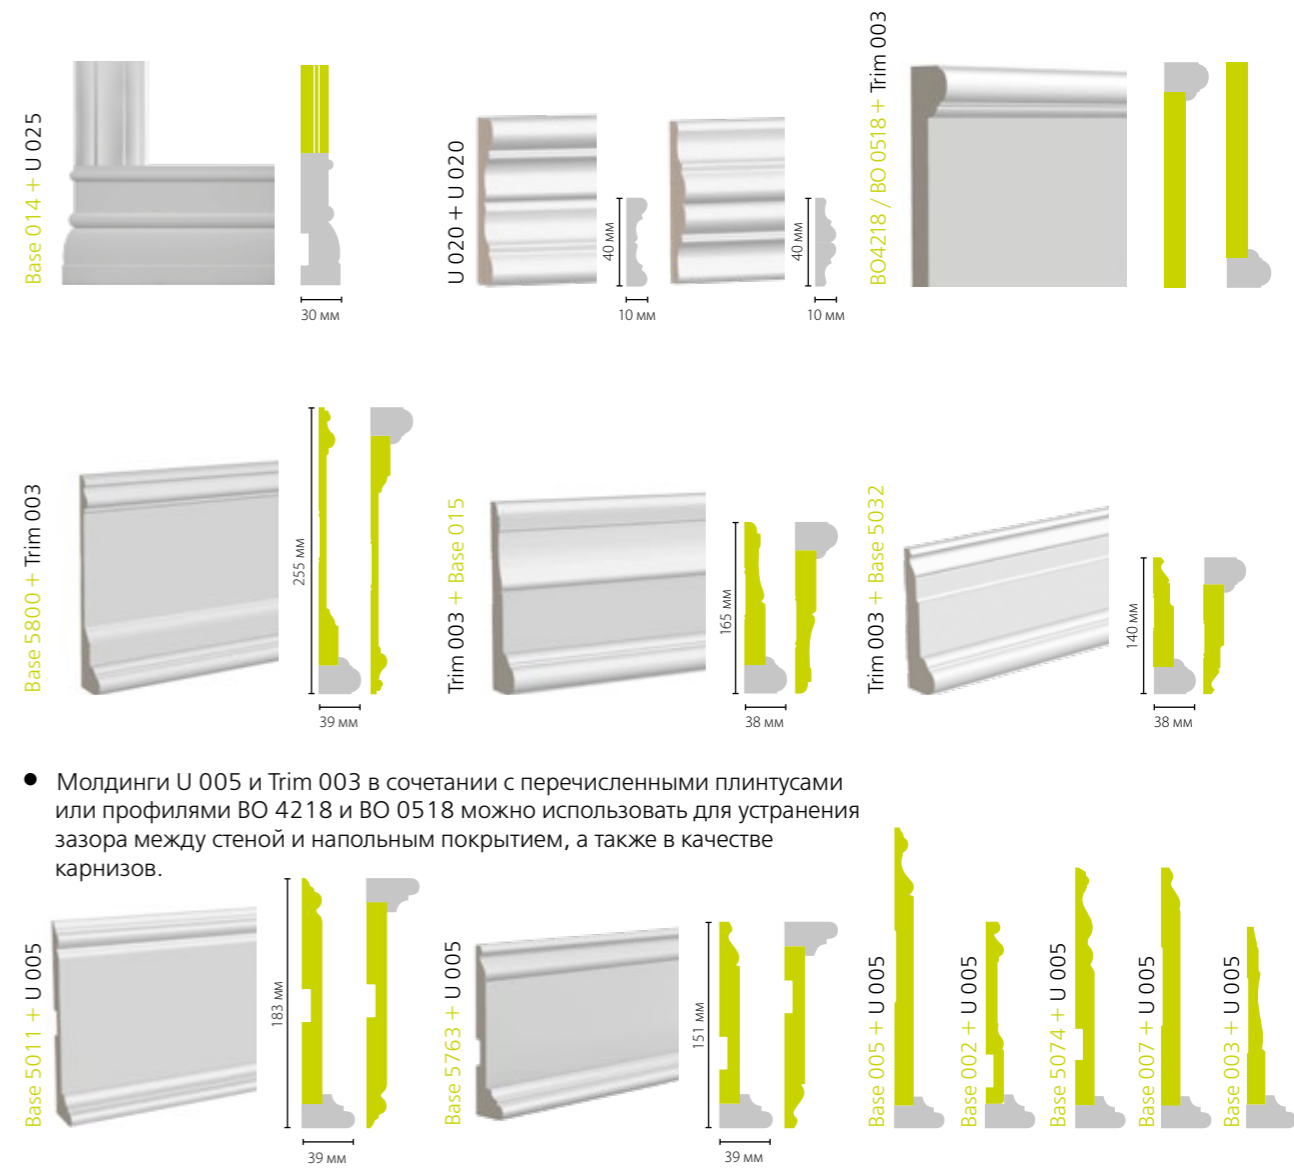 Base 014 + U 025
30 мм
U 020 + U 020
40 мм
10 мм
40 мм
10 мм
BO4218 / BO 0518 + Trim 003
Base 5800 + Trim 003
255 мм
39 мм
Trim 003 + Base 015
165 мм
38 мм
Trim 003 + Base 5032
140 мм
38 мм
● Молдинги U 005 и Trim 003 в сочетании с перечисленными плинтусами
или профилями BO 4218 и BO 0518 можно использовать для устранения
зазора между стеной и напольным покрытием, а также в качестве
карнизов.
Base 5011 + U 005
183 мм
39 мм
Base 5763 + U 005
151 мм
39 мм
Base 005 + U 005
Base 002 + U 005
Base 5074 + U 005
Base 007 + U 005
Base 003 + U 005